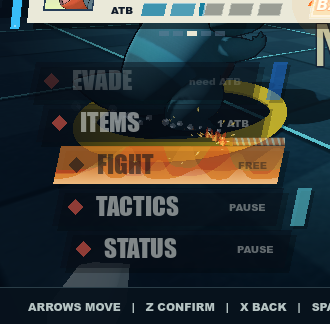 ATB
EVADE need ATB
ITEMS 1 ATB
FIGHT FREE
TACTICS PAUSE
STATUS PAUSE
ARROWS MOVE | Z CONFIRM | X BACK | SPA